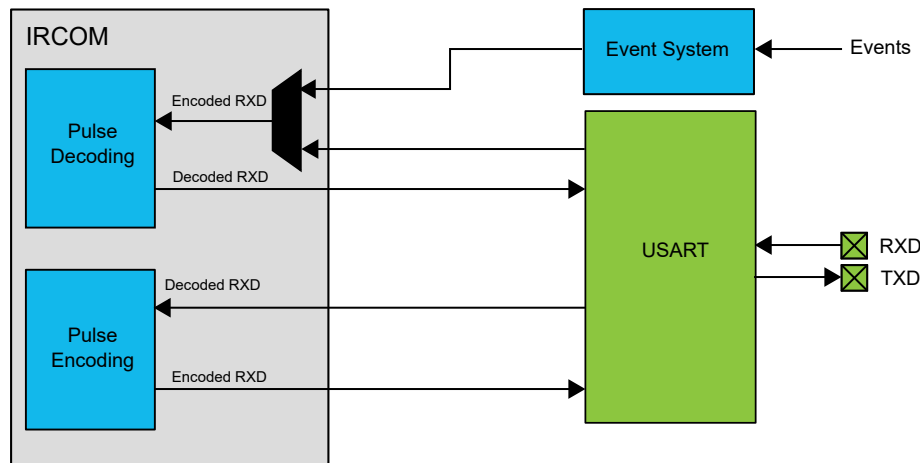 IRCOM
Event System
Events
Encoded RXD
Pulse
Decoding
Decoded RXD
USART
RXD
TXD
Decoded RXD
Pulse
Encoding
Encoded RXD